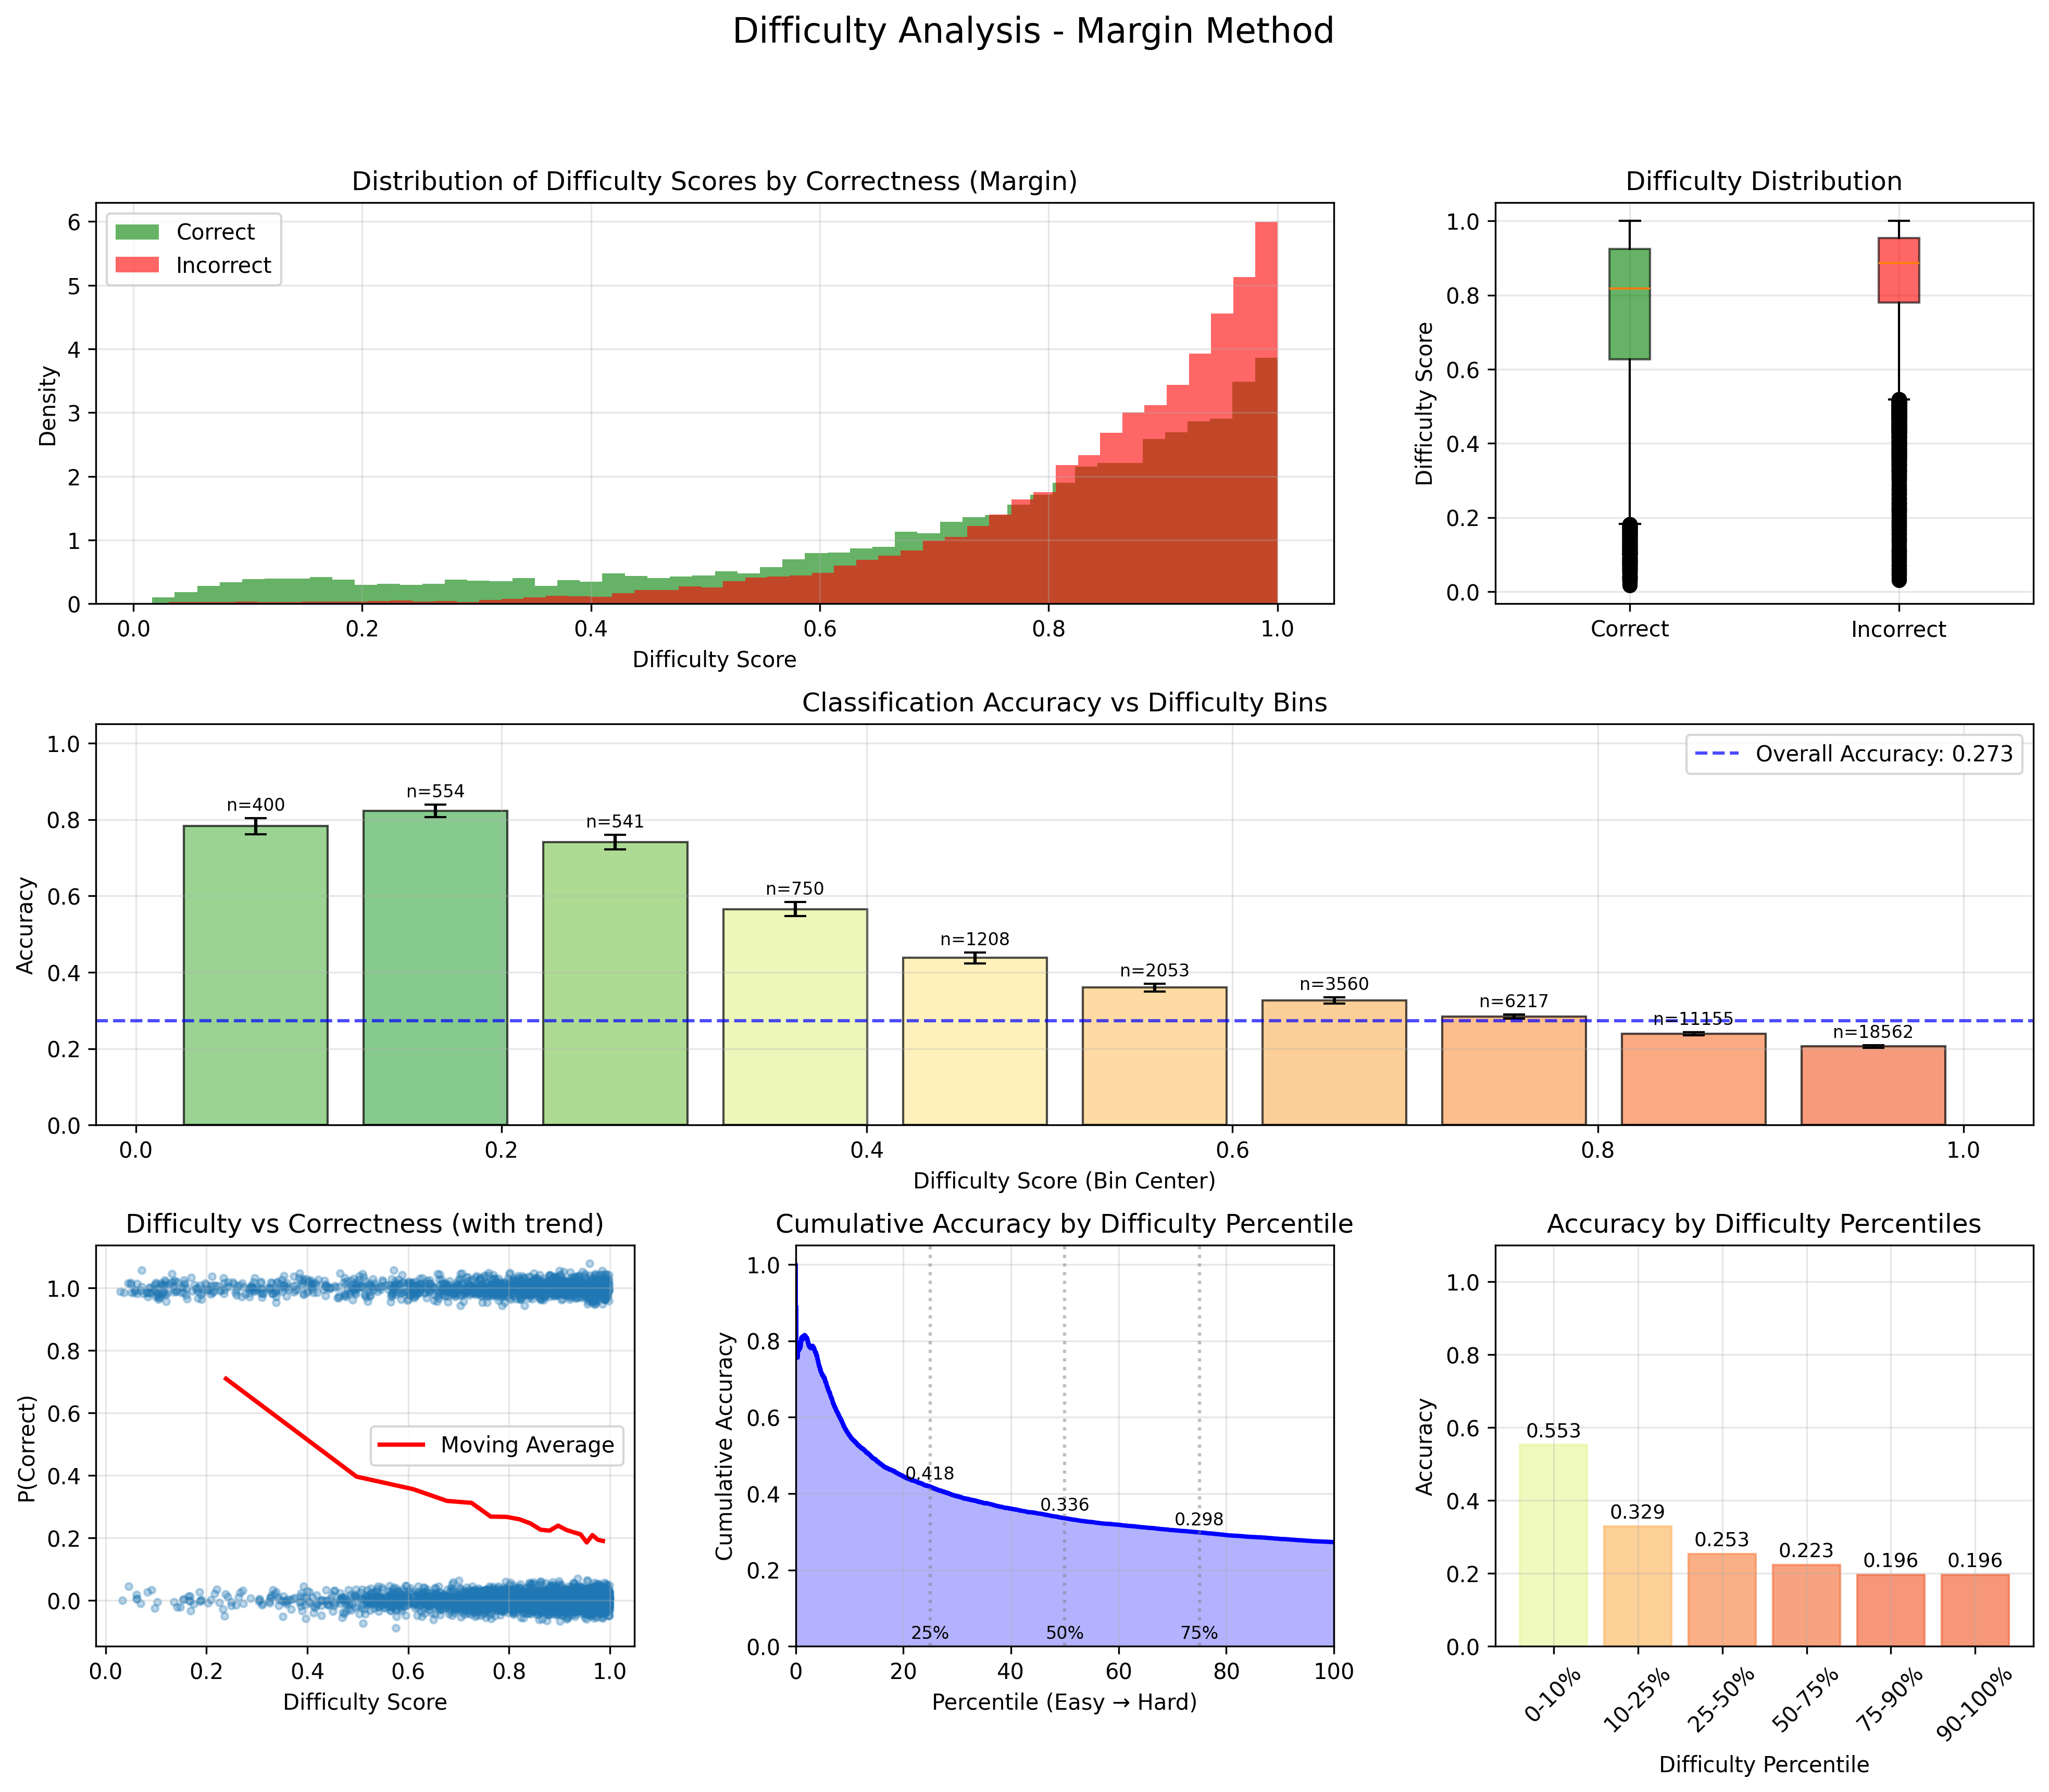 Difficulty Analysis - Margin Method
Distribution of Difficulty Scores by Correctness (Margin)
Correct
Incorrect
Density
6
5
4
3
2
1
0
0.0 0.2 0.4 0.6 0.8 1.0
Difficulty Score
Difficulty Distribution
Difficulty Score
1.0
0.8
0.6
0.4
0.2
0.0
Correct Incorrect
Classification Accuracy vs Difficulty Bins
Overall Accuracy: 0.273
Accuracy
1.0
0.8
0.6
0.4
0.2
0.0
n=400
n=554
n=541
n=750
n=1208
n=2053
n=3560
n=6217
n=11155
n=18562
0.0 0.2 0.4 0.6 0.8 1.0
Difficulty Score (Bin Center)
Difficulty vs Correctness (with trend)
P(Correct)
1.0
0.8
0.6
0.4
0.2
0.0
Moving Average
0.0 0.2 0.4 0.6 0.8 1.0
Difficulty Score
Cumulative Accuracy by Difficulty Percentile
Cumulative Accuracy
1.0
0.8
0.6
0.4
0.2
0.0
0.418
0.336
0.298
25% 50% 75%
0 20 40 60 80 100
Percentile (Easy → Hard)
Accuracy by Difficulty Percentiles
Accuracy
1.0
0.8
0.6
0.4
0.2
0.0
0.553
0.329
0.253
0.223
0.196
0.196
0-10%
10-25%
25-50%
50-75%
75-90%
90-100%
Difficulty Percentile